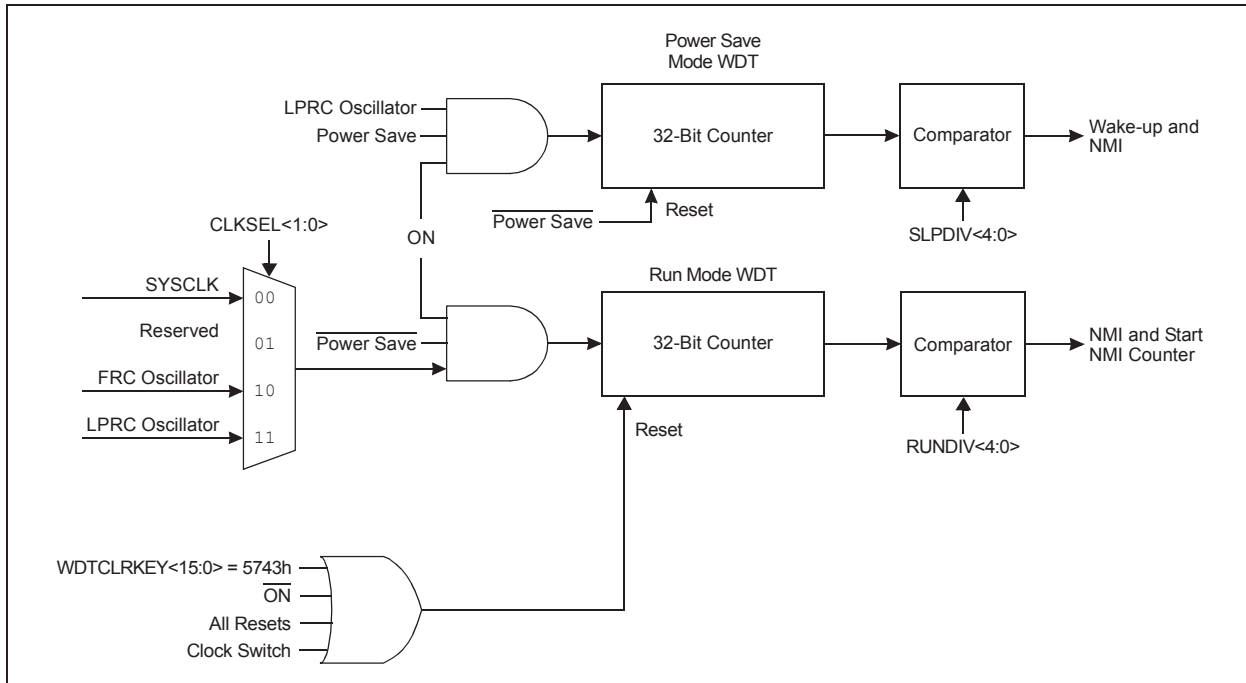 Power Save
Mode WDT
LPRC Oscillator
Power Save
32-Bit Counter
Comparator
Wake-up and
NMI
Power Save
Reset
SLPDIV<4:0>
CLKSEL<1:0>
ON
SYSCLK
00
Reserved
01
FRC Oscillator
10
LPRC Oscillator
11
Run Mode WDT
Power Save
32-Bit Counter
Comparator
NMI and Start
NMI Counter
Reset
RUNDIV<4:0>
WDTCLRKEY<15:0> = 5743h
ON
All Resets
Clock Switch